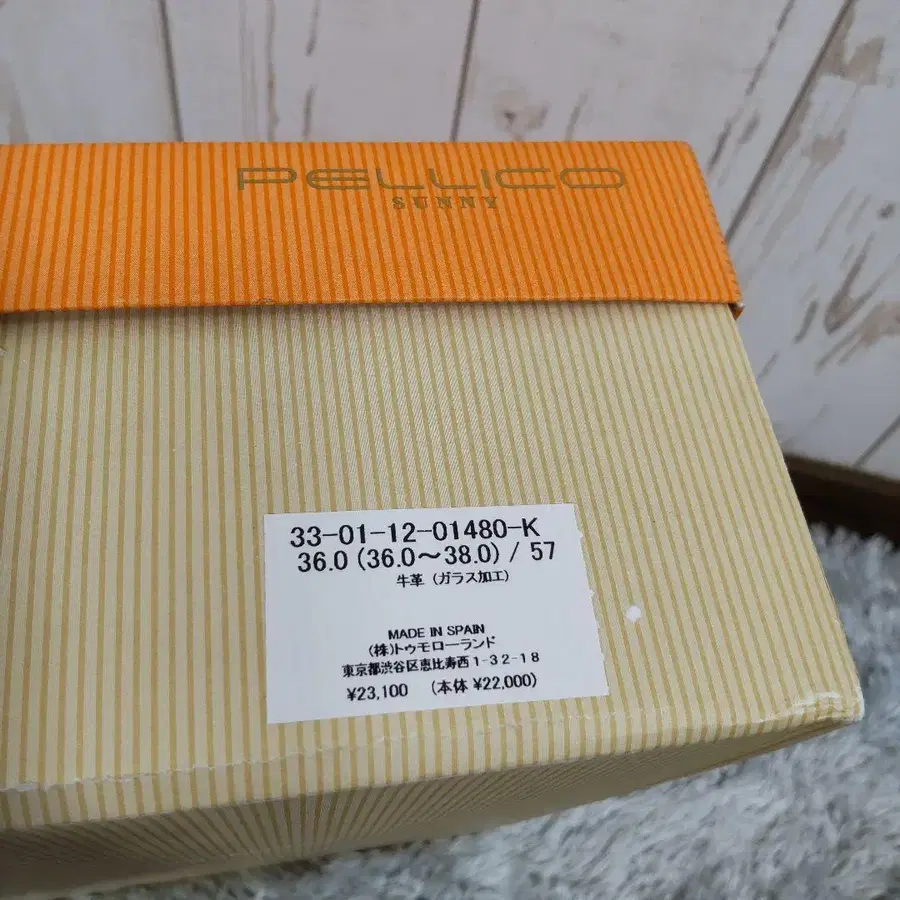 PELLICO
SUNNY
33-01-12-01480-K
36.0 (36.0〜38.0) / 57
牛革 (ガラス加工)
MADE IN SPAIN
(株)トゥモローランド
東京都渋谷区恵比寿西1-32-18
¥23,100 (本体 ¥22,000)